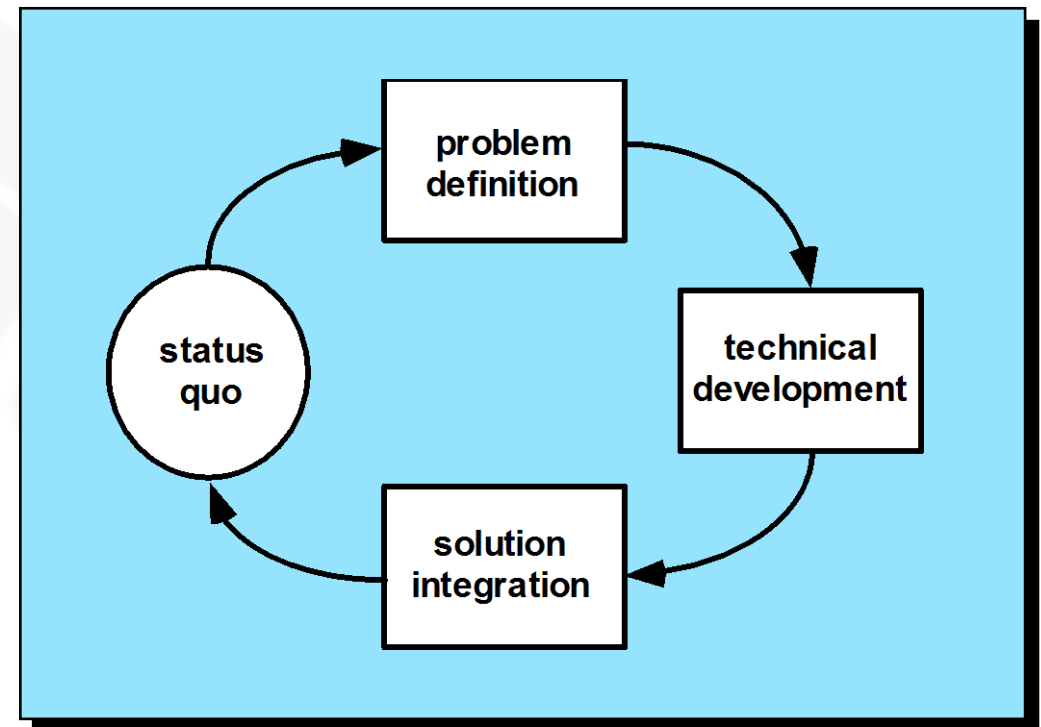 problem
definition
technical
development
solution
integration
status
quo